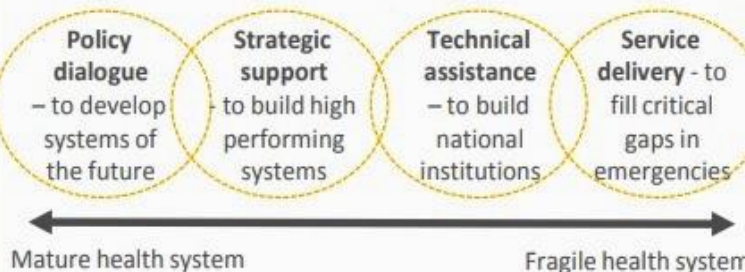 Policy
dialogue
– to develop
systems of
the future
Strategic
support
- to build high
performing
systems
Technical
assistance
– to build
national
institutions
Service
delivery - to
fill critical
gaps in
emergencies
Mature health system
Fragile health system